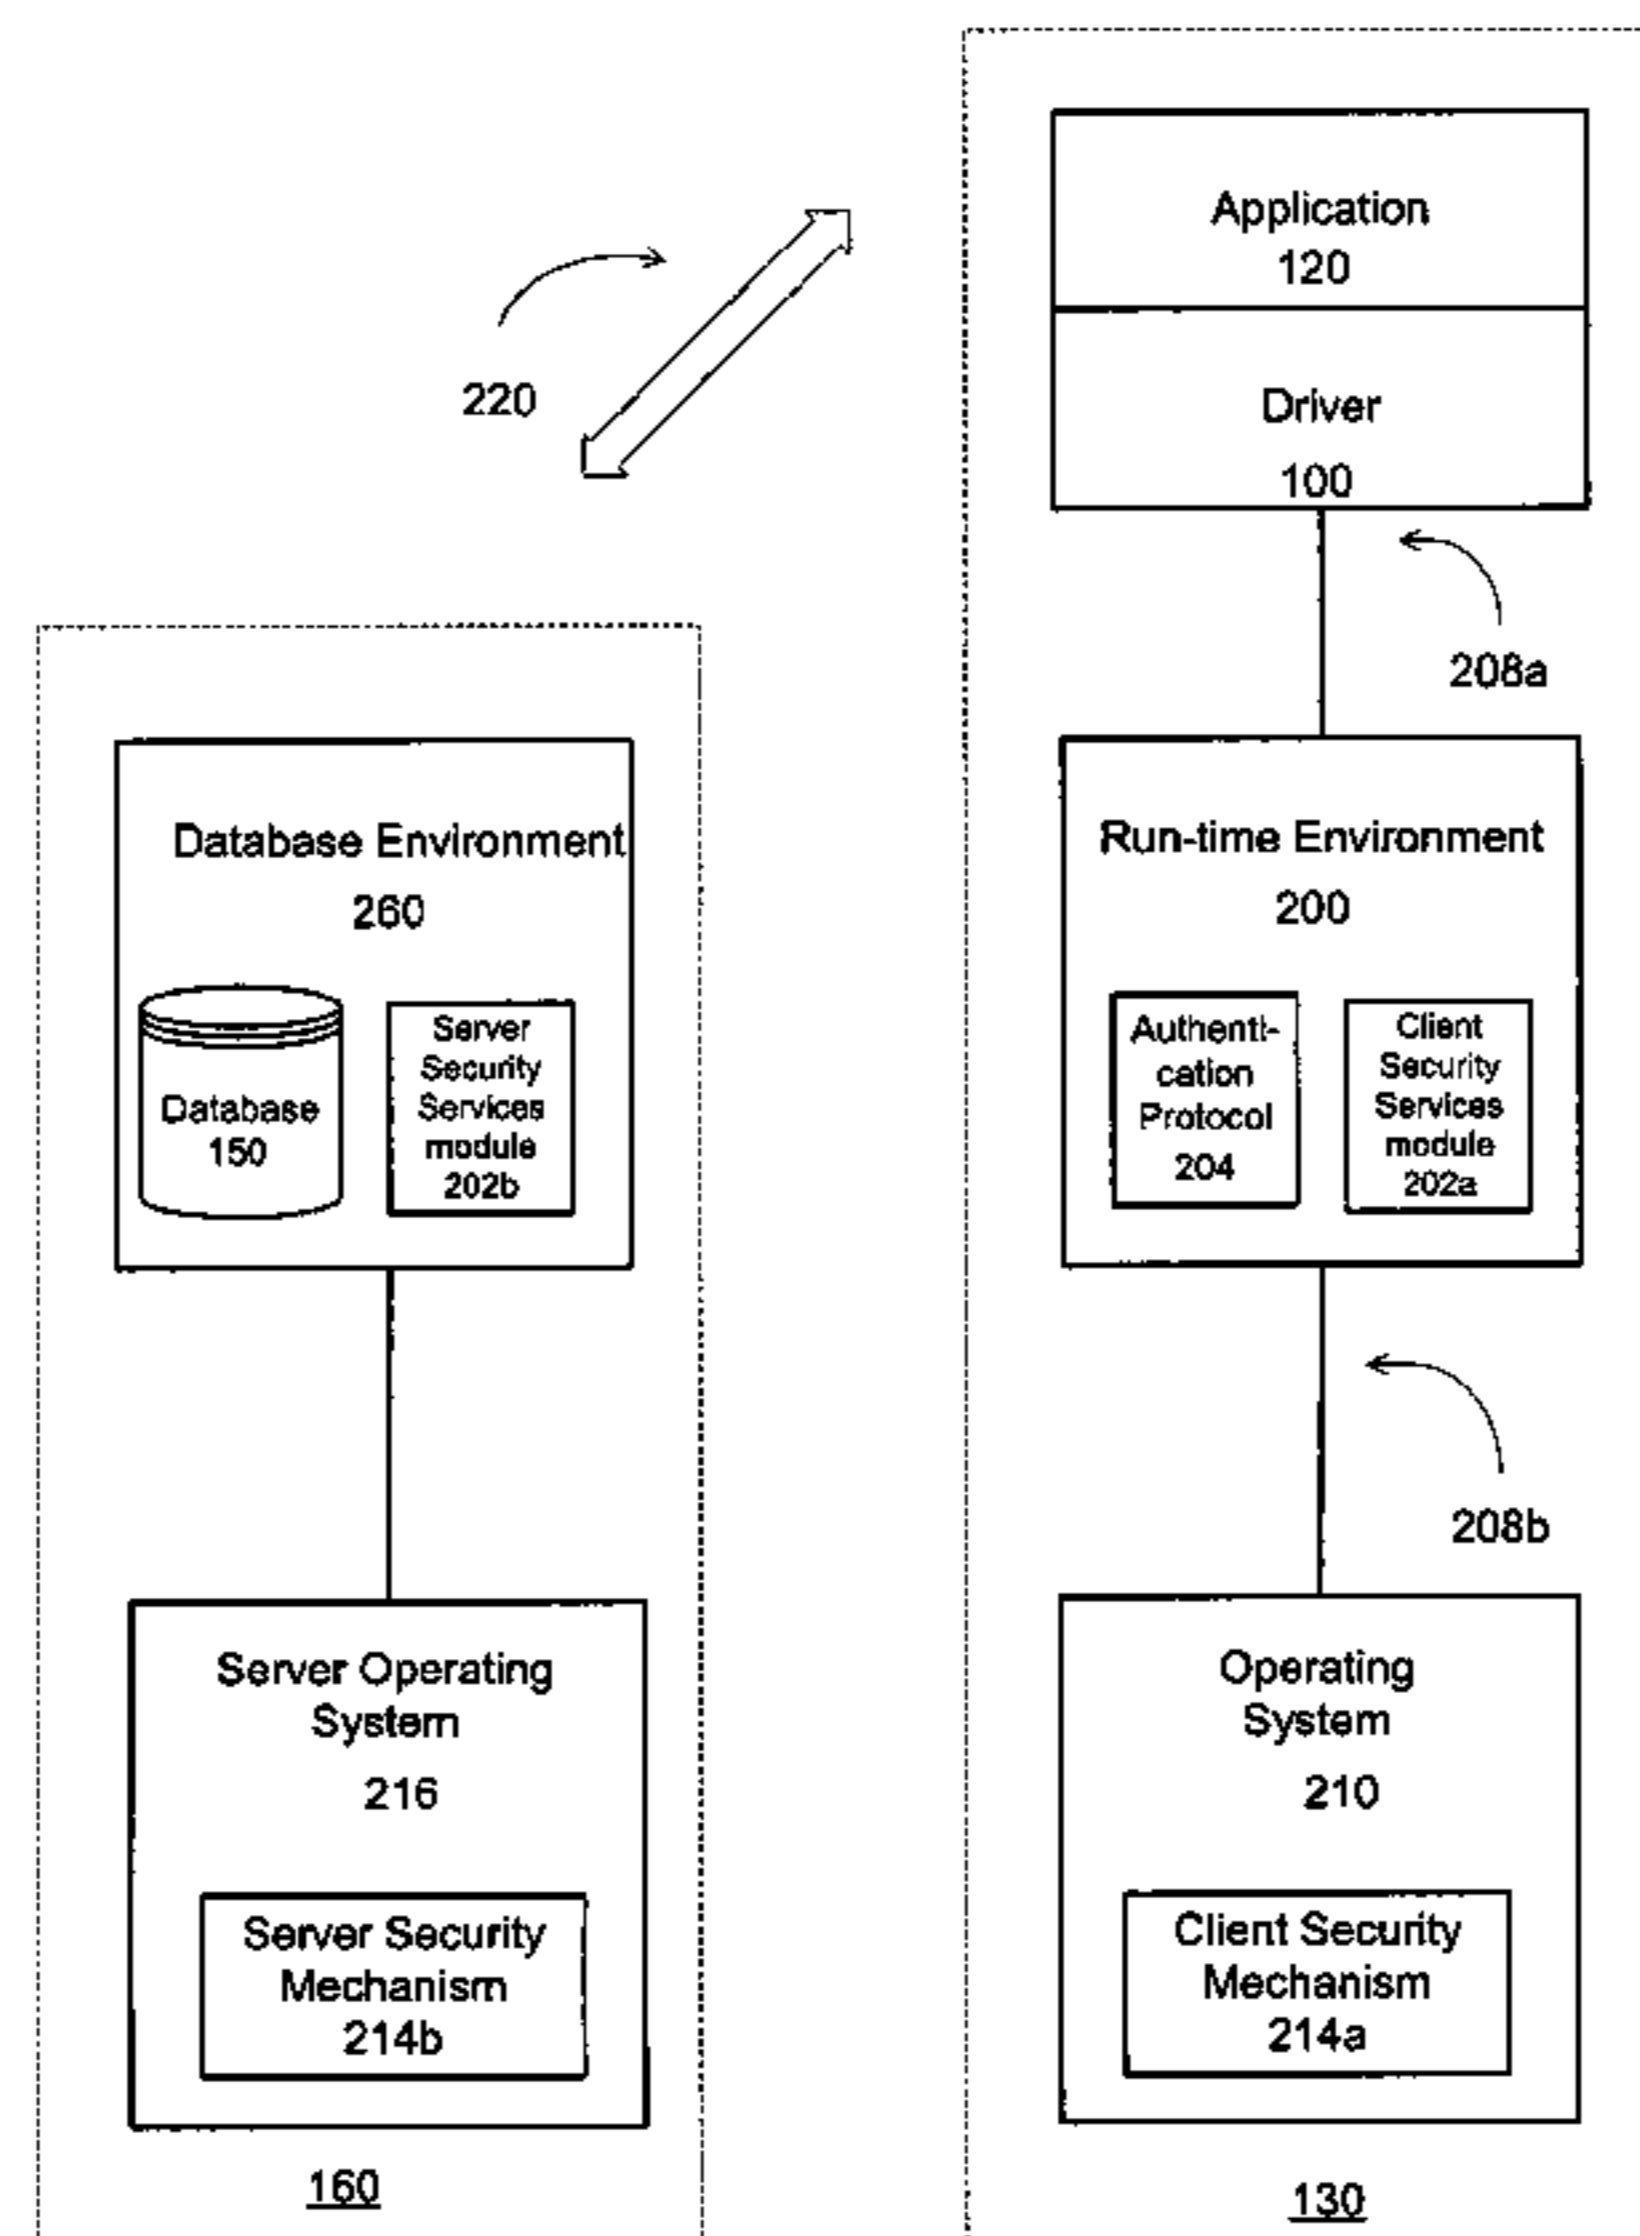 Application
120
Driver
100
220
208a
Database Environment
260
Database
150
Server
Security
Services
module
202b
Run-time Environment
200
Authenti-
cation
Protocol
204
Client
Security
Services
module
202a
208b
Server Operating
System
216
Server Security
Mechanism
214b
160
Operating
System
210
Client Security
Mechanism
214a
130